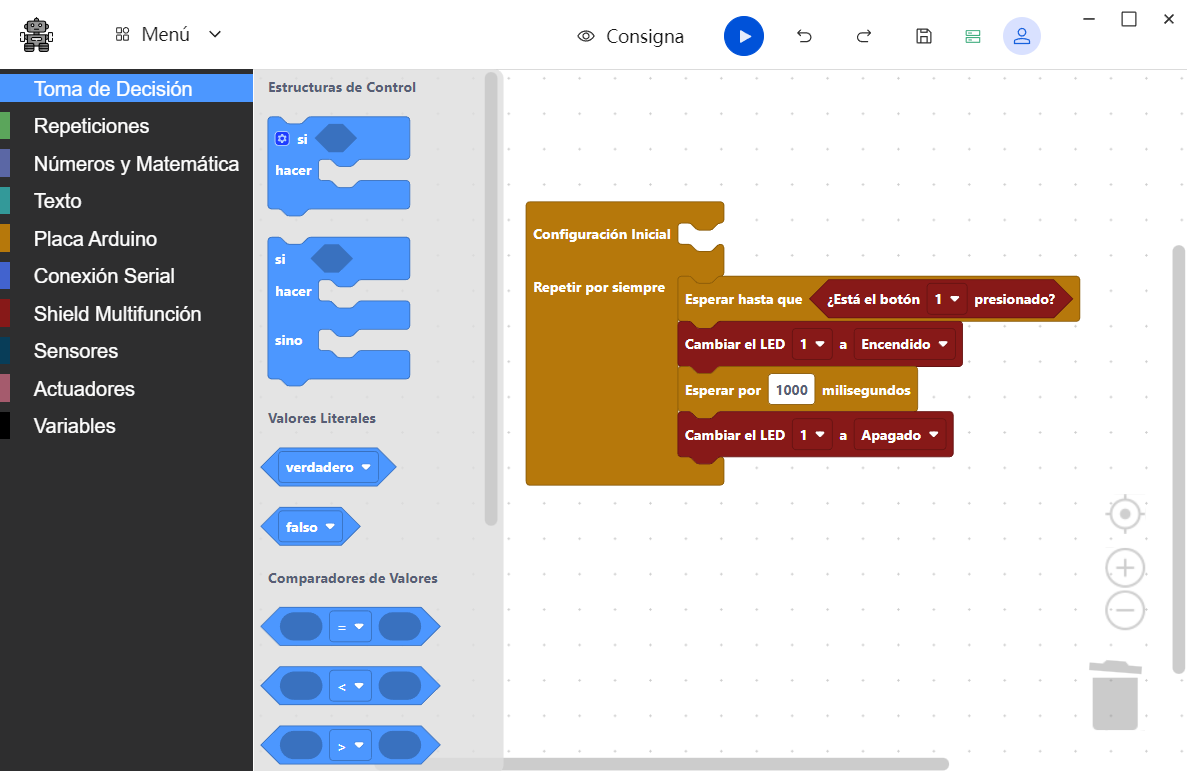 Menú
Consigna
Toma de Decisión
Repeticiones
Números y Matemática
Texto
Placa Arduino
Conexión Serial
Shield Multifunción
Sensores
Actuadores
Variables
Estructuras de Control
si
hacer
si
hacer
sino
Valores Literales
verdadero
falso
Comparadores de Valores
=
<
>
Configuración Inicial
Repetir por siempre
Esperar hasta que ¿Está el botón 1 presionado?
Cambiar el LED 1 a Encendido
Esperar por 1000 milisegundos
Cambiar el LED 1 a Apagado